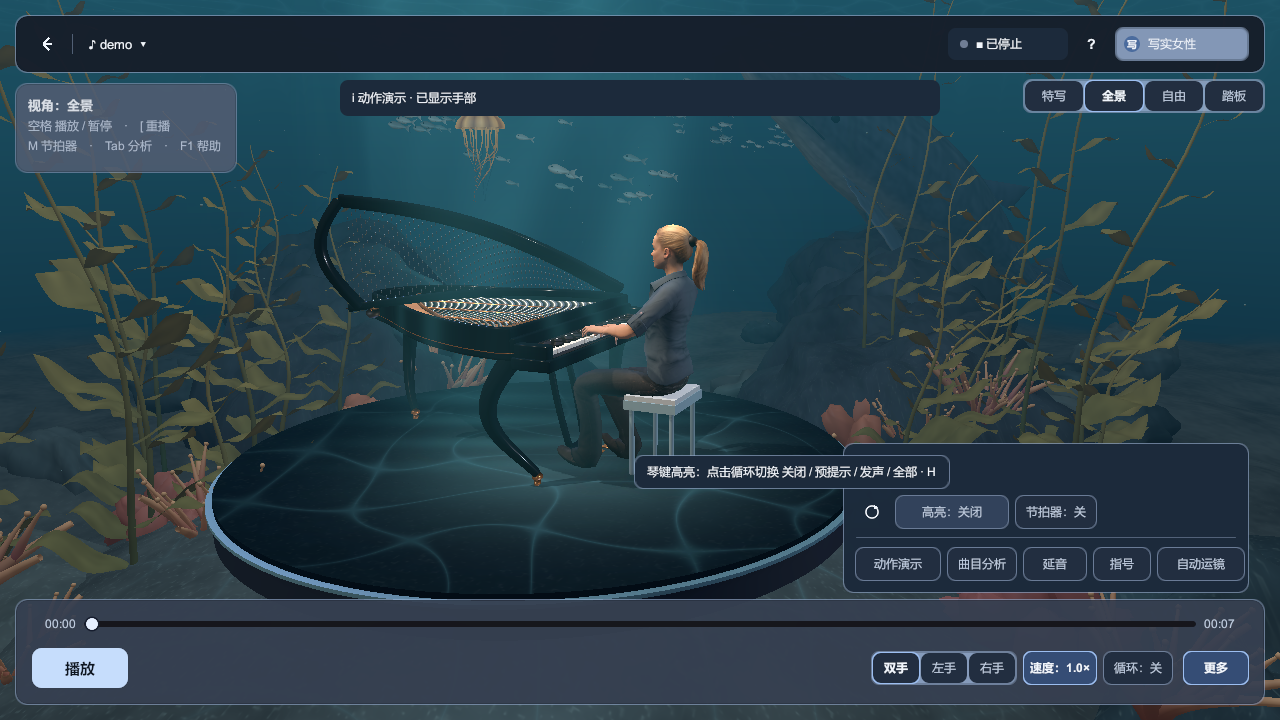 ♪ demo ▼
■ 已停止
?
写 写实女性
视角：全景
空格 播放 / 暂停 · [ 重播
M 节拍器 · Tab 分析 · F1 帮助
i 动作演示 · 已显示手部
特写 全景 自由 踏板
琴键高亮：点击循环切换 关闭 / 预提示 / 发声 / 全部 · H
高亮：关闭 节拍器：关
动作演示 曲目分析 延音 指号 自动运镜
00:00 00:07
播放 双手 左手 右手 速度：1.0× 循环：关 更多